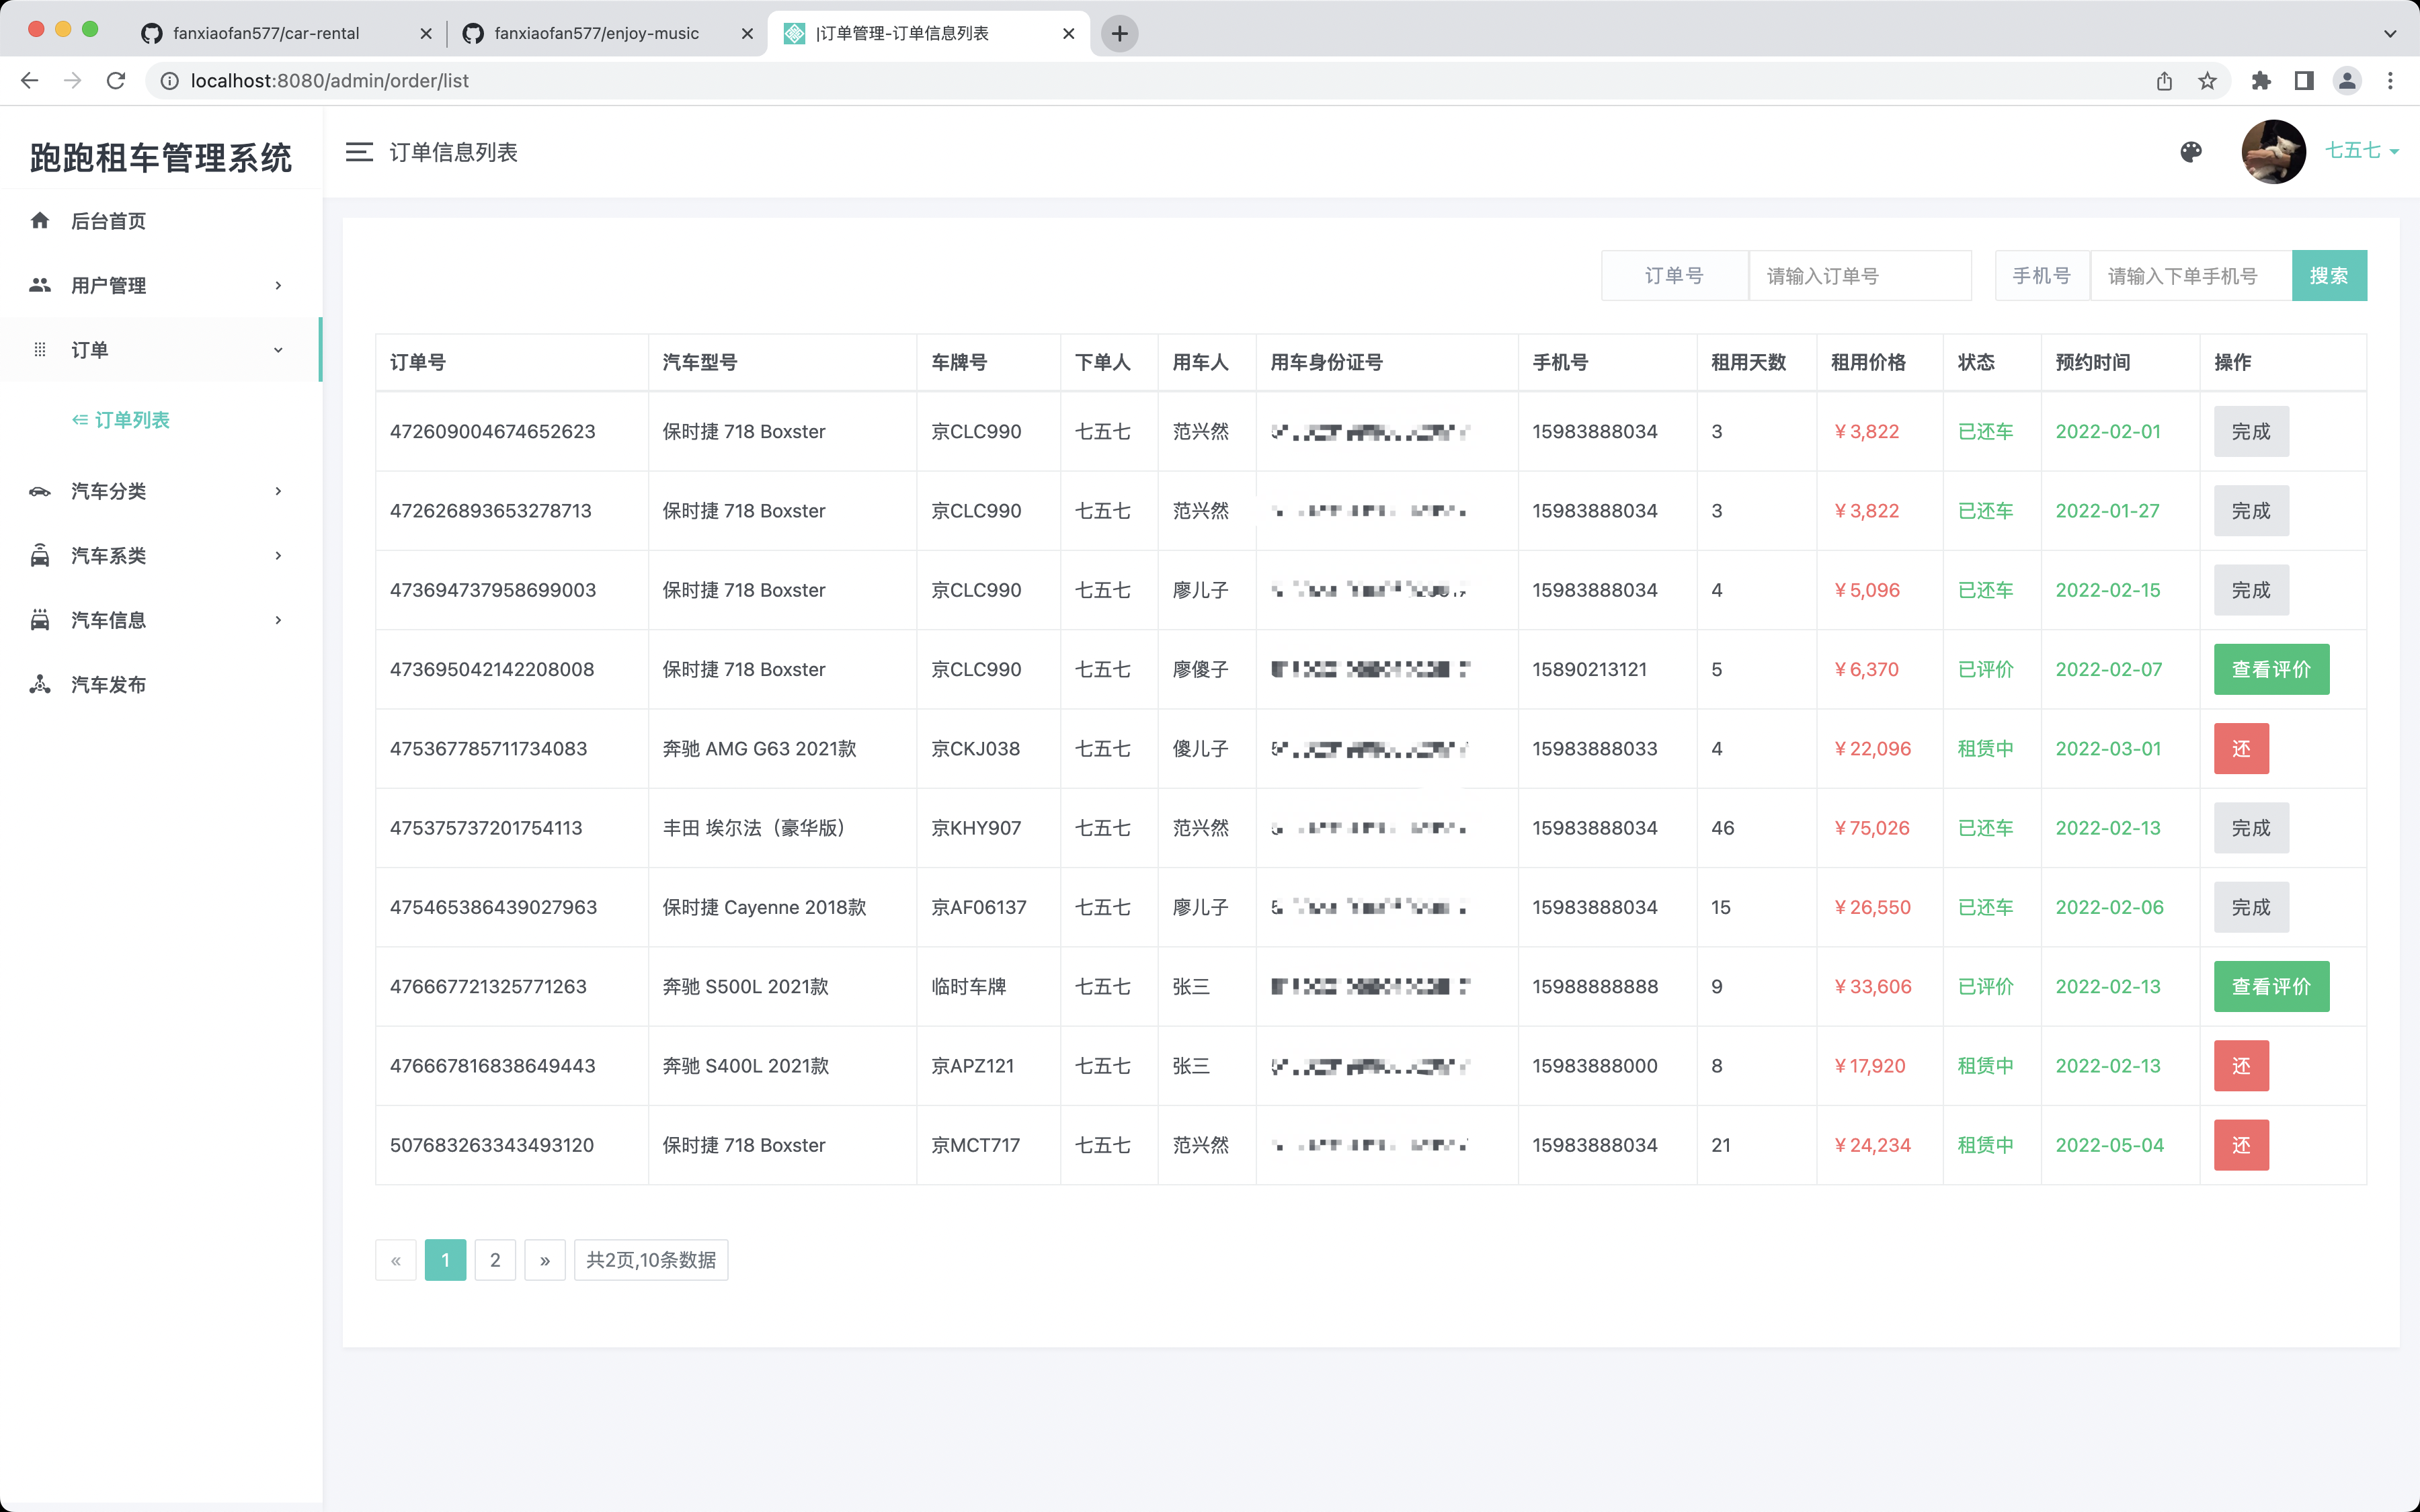 fanxiaofan577/car-rental
fanxiaofan577/enjoy-music
|订单管理-订单信息列表
localhost:8080/admin/order/list
跑跑租车管理系统
订单信息列表
七五七
后台首页
用户管理
订单
订单列表
汽车分类
汽车系类
汽车信息
汽车发布
订单号 请输入订单号 手机号 请输入下单手机号 搜索
订单号 汽车型号 车牌号 下单人 用车人 用车身份证号 手机号 租用天数 租用价格 状态 预约时间 操作
472609004674652623 保时捷 718 Boxster 京CLC990 七五七 范兴然 15983888034 3 ¥3,822 已还车 2022-02-01 完成
472626893653278713 保时捷 718 Boxster 京CLC990 七五七 范兴然 15983888034 3 ¥3,822 已还车 2022-01-27 完成
473694737958699003 保时捷 718 Boxster 京CLC990 七五七 廖儿子 15983888034 4 ¥5,096 已还车 2022-02-15 完成
473695042142208008 保时捷 718 Boxster 京CLC990 七五七 廖傻子 15890213121 5 ¥6,370 已评价 2022-02-07 查看评价
475367785711734083 奔驰 AMG G63 2021款 京CKJ038 七五七 傻儿子 15983888033 4 ¥22,096 租赁中 2022-03-01 还
475375737201754113 丰田 埃尔法（豪华版） 京KHY907 七五七 范兴然 15983888034 46 ¥75,026 已还车 2022-02-13 完成
475465386439027963 保时捷 Cayenne 2018款 京AF06137 七五七 廖儿子 15983888034 15 ¥26,550 已还车 2022-02-06 完成
476667721325771263 奔驰 S500L 2021款 临时车牌 七五七 张三 15988888888 9 ¥33,606 已评价 2022-02-13 查看评价
476667816838649443 奔驰 S400L 2021款 京APZ121 七五七 张三 15983888000 8 ¥17,920 租赁中 2022-02-13 还
507683263343493120 保时捷 718 Boxster 京MCT717 七五七 范兴然 15983888034 21 ¥24,234 租赁中 2022-05-04 还
« 1 2 » 共2页,10条数据